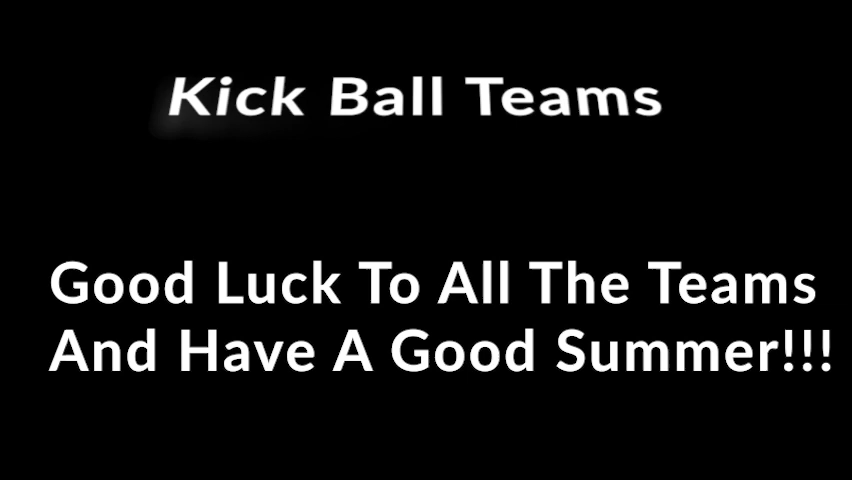 Kick Ball Teams
Good Luck To All The Teams
And Have A Good Summer!!!